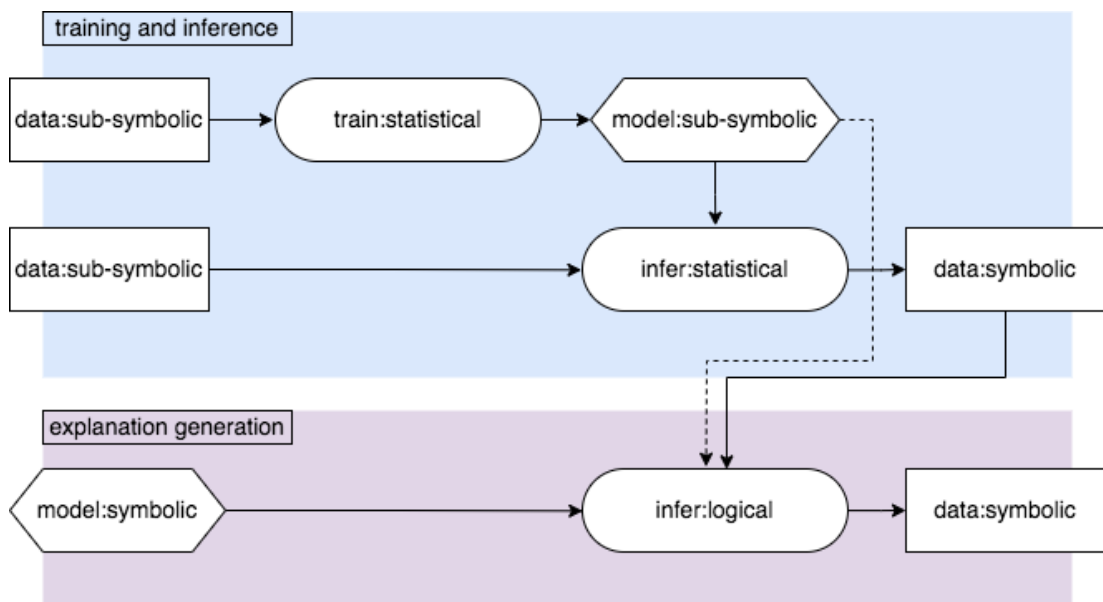 training and inference
data:sub-symbolic
train:statistical
model:sub-symbolic
data:sub-symbolic
infer:statistical
data:symbolic
explanation generation
model:symbolic
infer:logical
data:symbolic